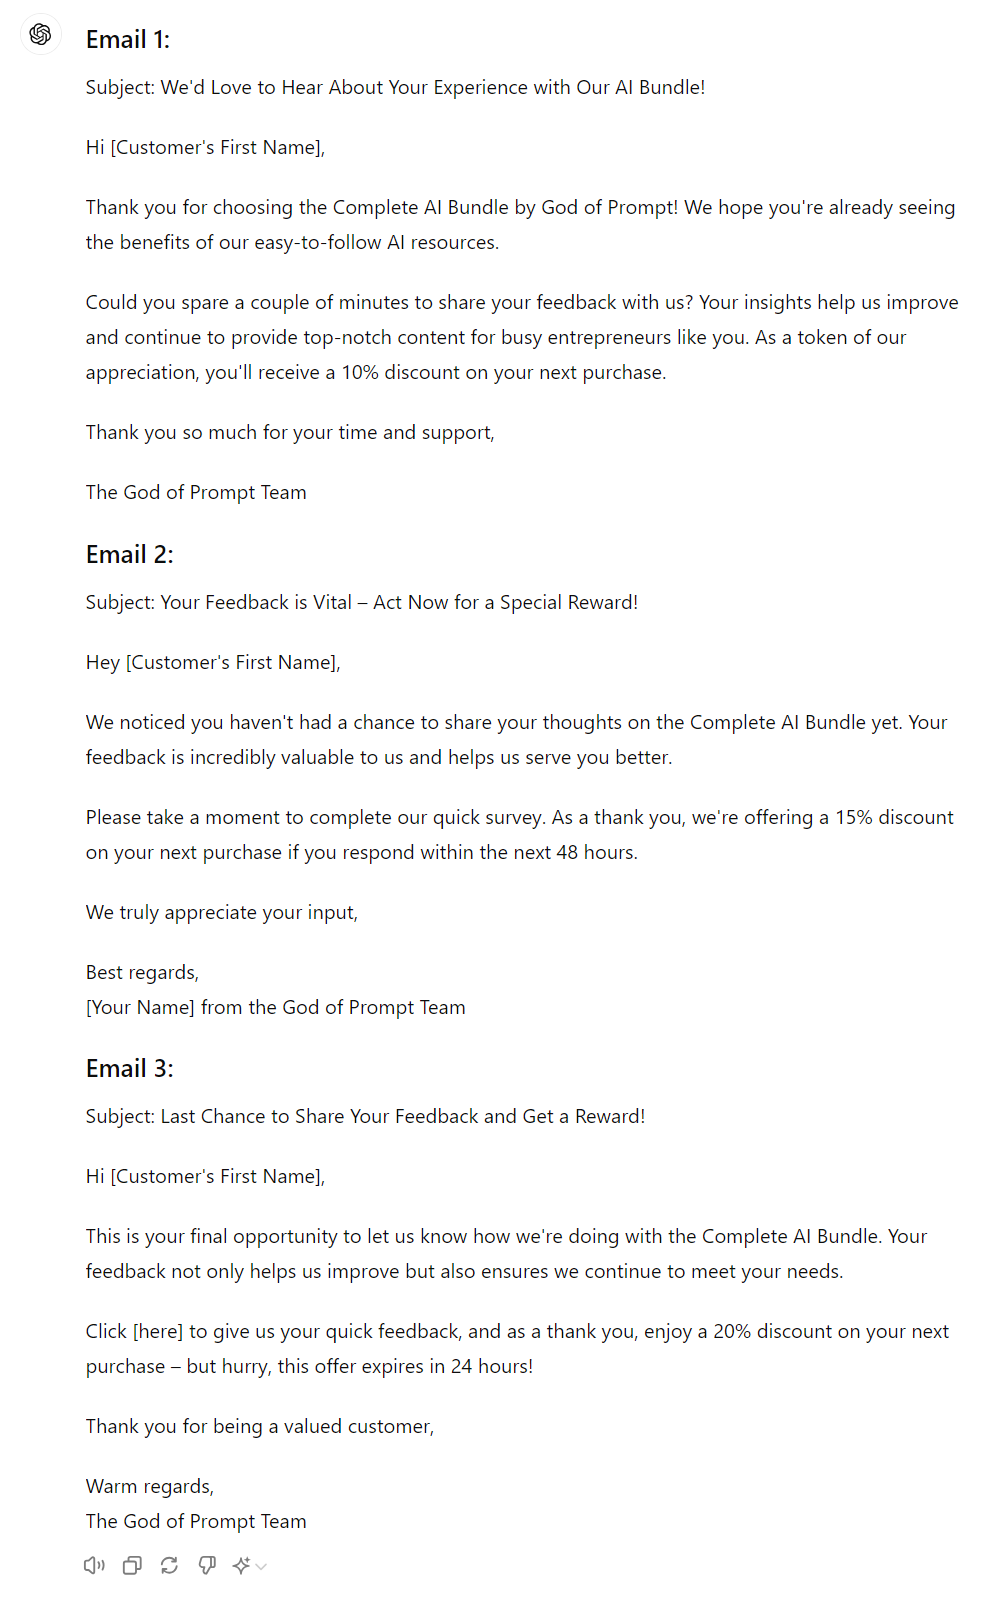 Email 1:
Subject: We'd Love to Hear About Your Experience with Our AI Bundle!
Hi [Customer's First Name],
Thank you for choosing the Complete AI Bundle by God of Prompt! We hope you're already seeing
the benefits of our easy-to-follow AI resources.
Could you spare a couple of minutes to share your feedback with us? Your insights help us improve
and continue to provide top-notch content for busy entrepreneurs like you. As a token of our
appreciation, you'll receive a 10% discount on your next purchase.
Thank you so much for your time and support,
The God of Prompt Team
Email 2:
Subject: Your Feedback is Vital – Act Now for a Special Reward!
Hey [Customer's First Name],
We noticed you haven't had a chance to share your thoughts on the Complete AI Bundle yet. Your
feedback is incredibly valuable to us and helps us serve you better.
Please take a moment to complete our quick survey. As a thank you, we're offering a 15% discount
on your next purchase if you respond within the next 48 hours.
We truly appreciate your input,
Best regards,
[Your Name] from the God of Prompt Team
Email 3:
Subject: Last Chance to Share Your Feedback and Get a Reward!
Hi [Customer's First Name],
This is your final opportunity to let us know how we're doing with the Complete AI Bundle. Your
feedback not only helps us improve but also ensures we continue to meet your needs.
Click [here] to give us your quick feedback, and as a thank you, enjoy a 20% discount on your next
purchase – but hurry, this offer expires in 24 hours!
Thank you for being a valued customer,
Warm regards,
The God of Prompt Team